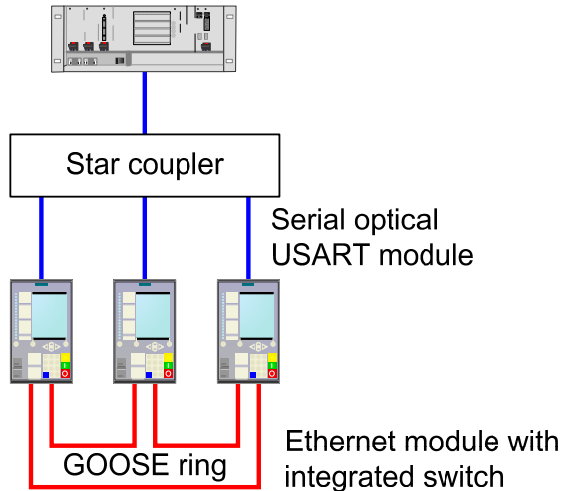 Star coupler
Serial optical
USART module
Ethernet module with
GOOSE ring
integrated switch